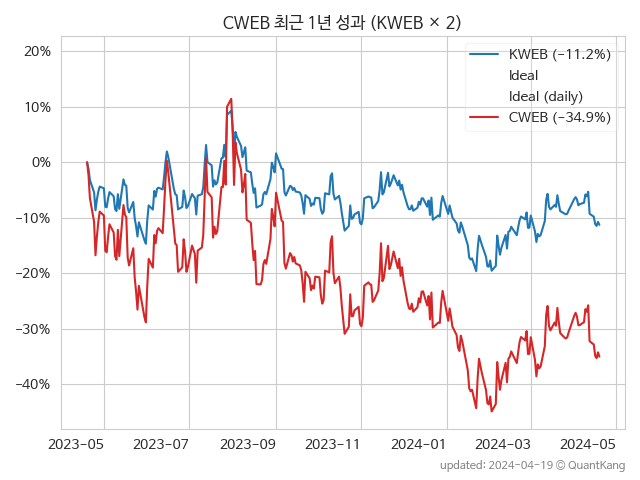 CWEB 최근 1년 성과 (KWEB × 2)
KWEB (−11.2%)
Ideal
Ideal (daily)
CWEB (−34.9%)
20%
10%
0%
−10%
−20%
−30%
−40%
2023-05 2023-07 2023-09 2023-11 2024-01 2024-03 2024-05
updated: 2024-04-19 © QuantKang